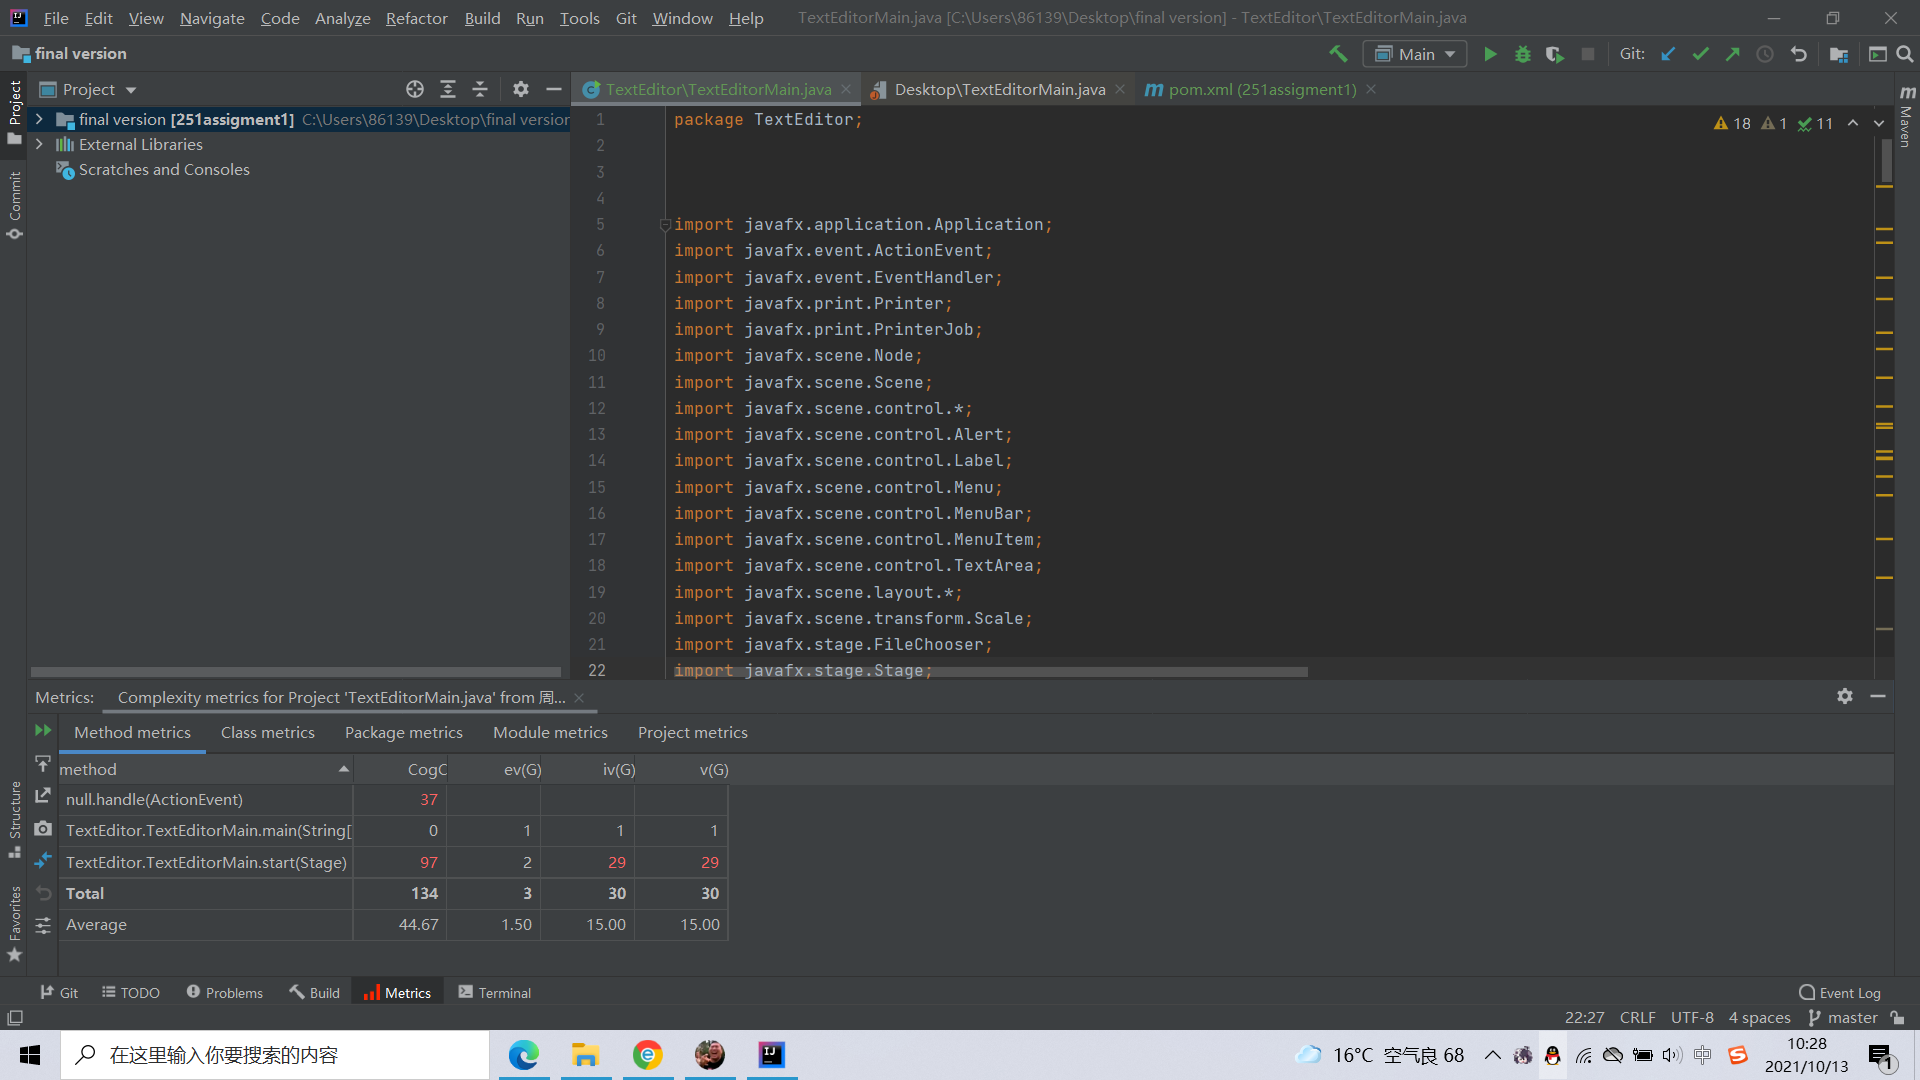 File Edit View Navigate Code Analyze Refactor Build Run Tools Git Window Help TextEditorMain.java [C:\Users\86139\Desktop\final version] - TextEditor\TextEditorMain.java
final version Main Git:
Project TextEditor\TextEditorMain.java Desktop\TextEditorMain.java pom.xml (251assigment1)
Project
Commit
Structure
Favorites
Maven
final version [251assigment1] C:\Users\86139\Desktop\final version
External Libraries
Scratches and Consoles
18 1 11
1 package TextEditor;
2
3
4
5 import javafx.application.Application;
6 import javafx.event.ActionEvent;
7 import javafx.event.EventHandler;
8 import javafx.print.Printer;
9 import javafx.print.PrinterJob;
10 import javafx.scene.Node;
11 import javafx.scene.Scene;
12 import javafx.scene.control.*;
13 import javafx.scene.control.Alert;
14 import javafx.scene.control.Label;
15 import javafx.scene.control.Menu;
16 import javafx.scene.control.MenuBar;
17 import javafx.scene.control.MenuItem;
18 import javafx.scene.control.TextArea;
19 import javafx.scene.layout.*;
20 import javafx.scene.transform.Scale;
21 import javafx.stage.FileChooser;
22 import javafx.stage.Stage;
Metrics: Complexity metrics for Project 'TextEditorMain.java' from 周...
Method metrics Class metrics Package metrics Module metrics Project metrics
method CogC ev(G) iv(G) v(G)
null.handle(ActionEvent) 37
TextEditor.TextEditorMain.main(String[ 0 1 1 1
TextEditor.TextEditorMain.start(Stage) 97 2 29 29
Total 134 3 30 30
Average 44.67 1.50 15.00 15.00
Git TODO Problems Build Metrics Terminal Event Log
22:27 CRLF UTF-8 4 spaces master
在这里输入你要搜索的内容 16°C 空气良 68 中 10:28
2021/10/13 1